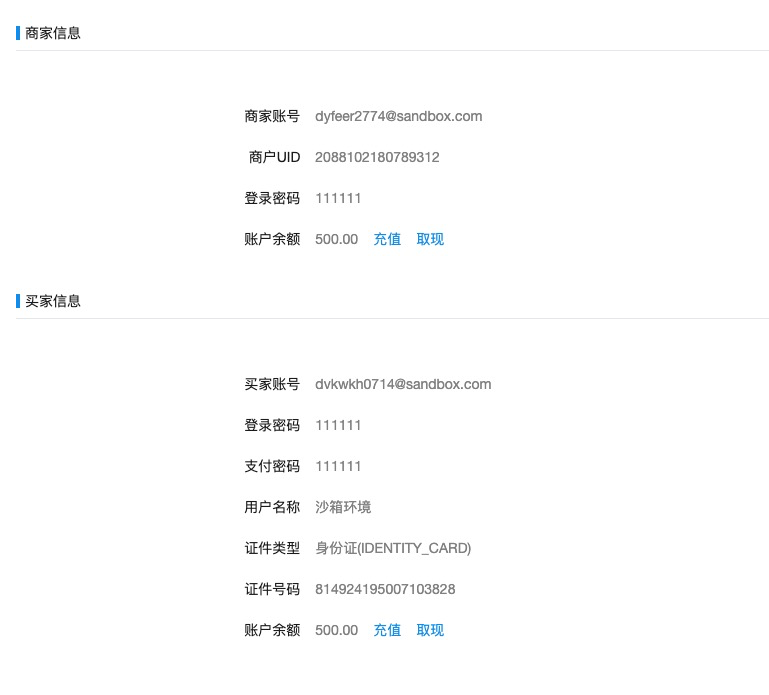 商家信息
商家账号 dyfeer2774@sandbox.com
商户UID 2088102180789312
登录密码 111111
账户余额 500.00 充值 取现
买家信息
买家账号 dvkwkh0714@sandbox.com
登录密码 111111
支付密码 111111
用户名称 沙箱环境
证件类型 身份证(IDENTITY_CARD)
证件号码 814924195007103828
账户余额 500.00 充值 取现